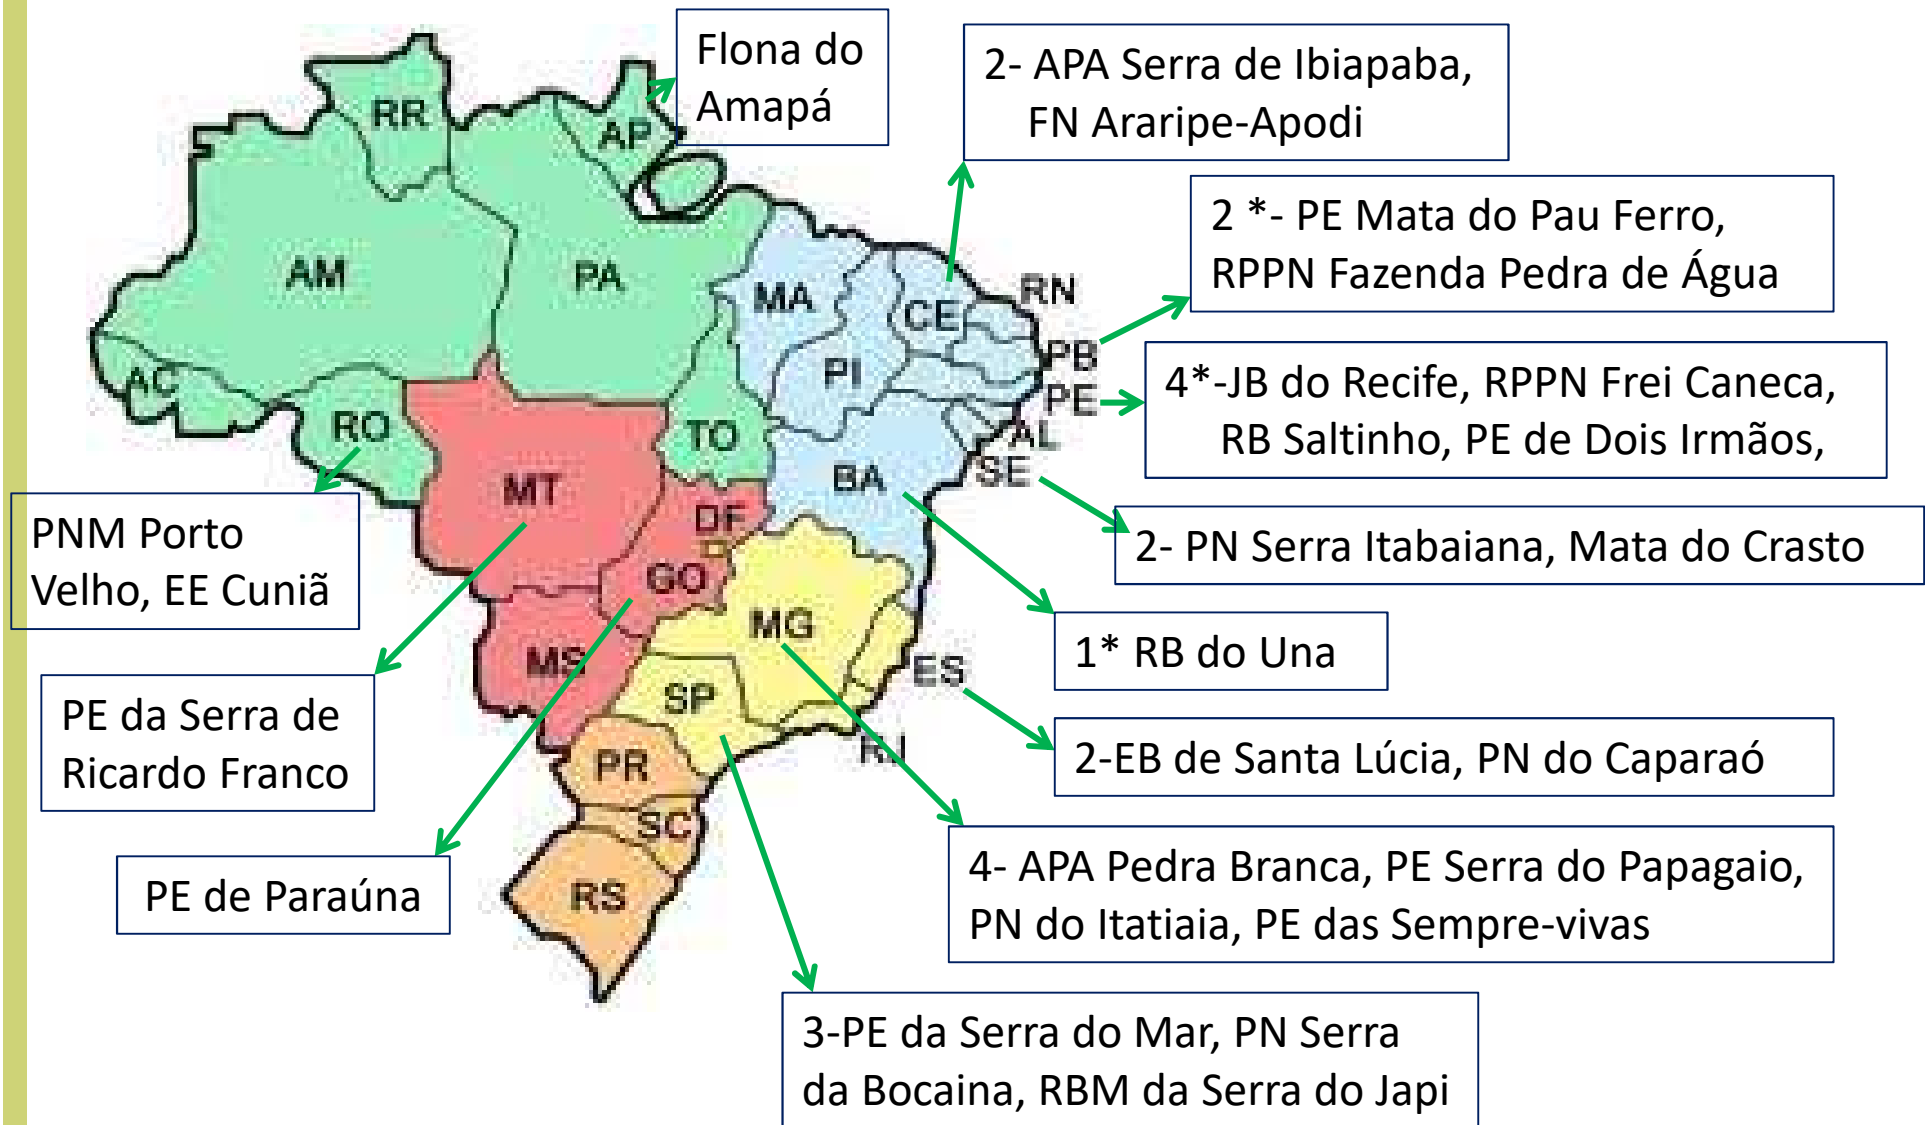 Flona do
Amapá
2- APA Serra de Ibiapaba,
FN Araripe-Apodi
2 *- PE Mata do Pau Ferro,
RPPN Fazenda Pedra de Água
4*-JB do Recife, RPPN Frei Caneca,
RB Saltinho, PE de Dois Irmãos,
2- PN Serra Itabaiana, Mata do Crasto
1* RB do Una
2-EB de Santa Lúcia, PN do Caparaó
4- APA Pedra Branca, PE Serra do Papagaio,
PN do Itatiaia, PE das Sempre-vivas
3-PE da Serra do Mar, PN Serra
da Bocaina, RBM da Serra do Japi
PNM Porto
Velho, EE Cuniã
PE da Serra de
Ricardo Franco
PE de Paraúna
RR
AP
AM
PA
MA
CE
RN
PB
PI
PE
AC
RO
TO
AL
SE
BA
MT
DF
GO
MG
MS
ES
SP
RJ
PR
SC
RS